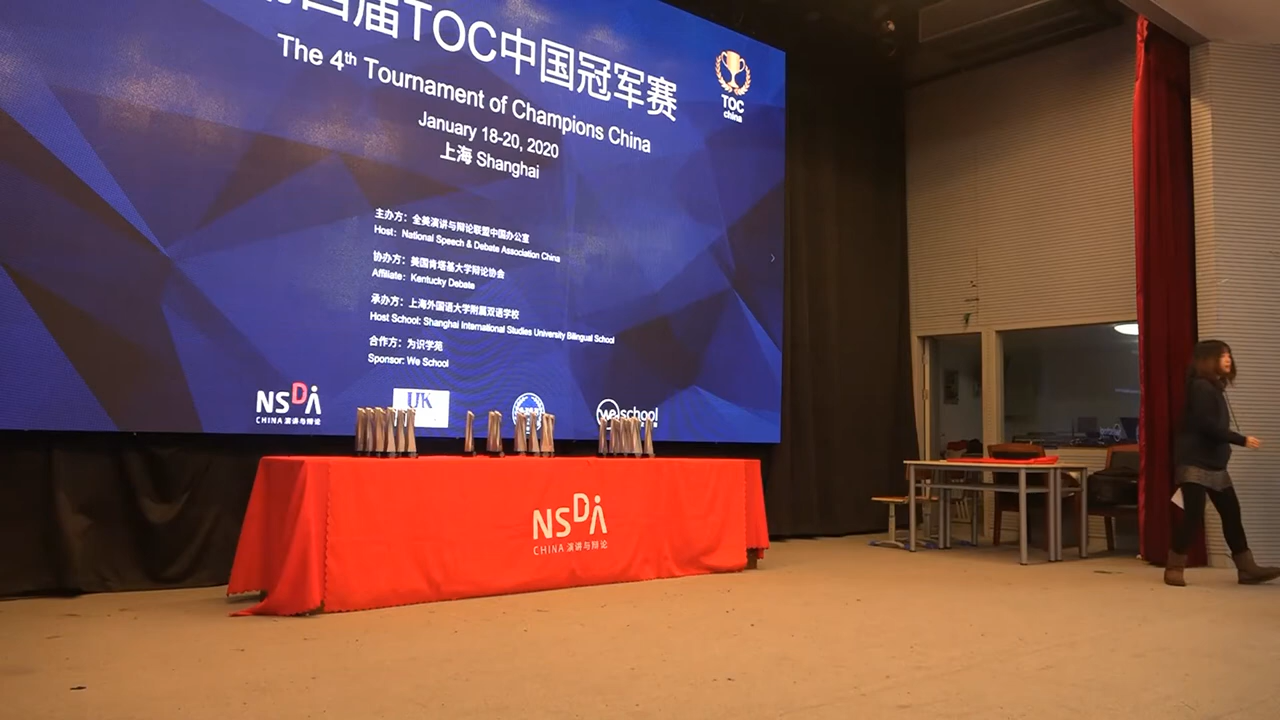 四届TOC中国冠军赛
The 4th Tournament of Champions China
January 18-20, 2020
上海 Shanghai
TOC
china
主办方：全美演讲与辩论联盟中国办公室
Host：National Speech & Debate Association China
协办方：美国肯塔基大学辩论协会
Affiliate：Kentucky Debate
承办方：上海外国语大学附属双语学校
Host School: Shanghai International Studies University Bilingual School
合作方：为识学苑
Sponsor: We School
NSDA
CHINA 演讲与辩论
UK
we school
NSDA
CHINA 演讲与辩论